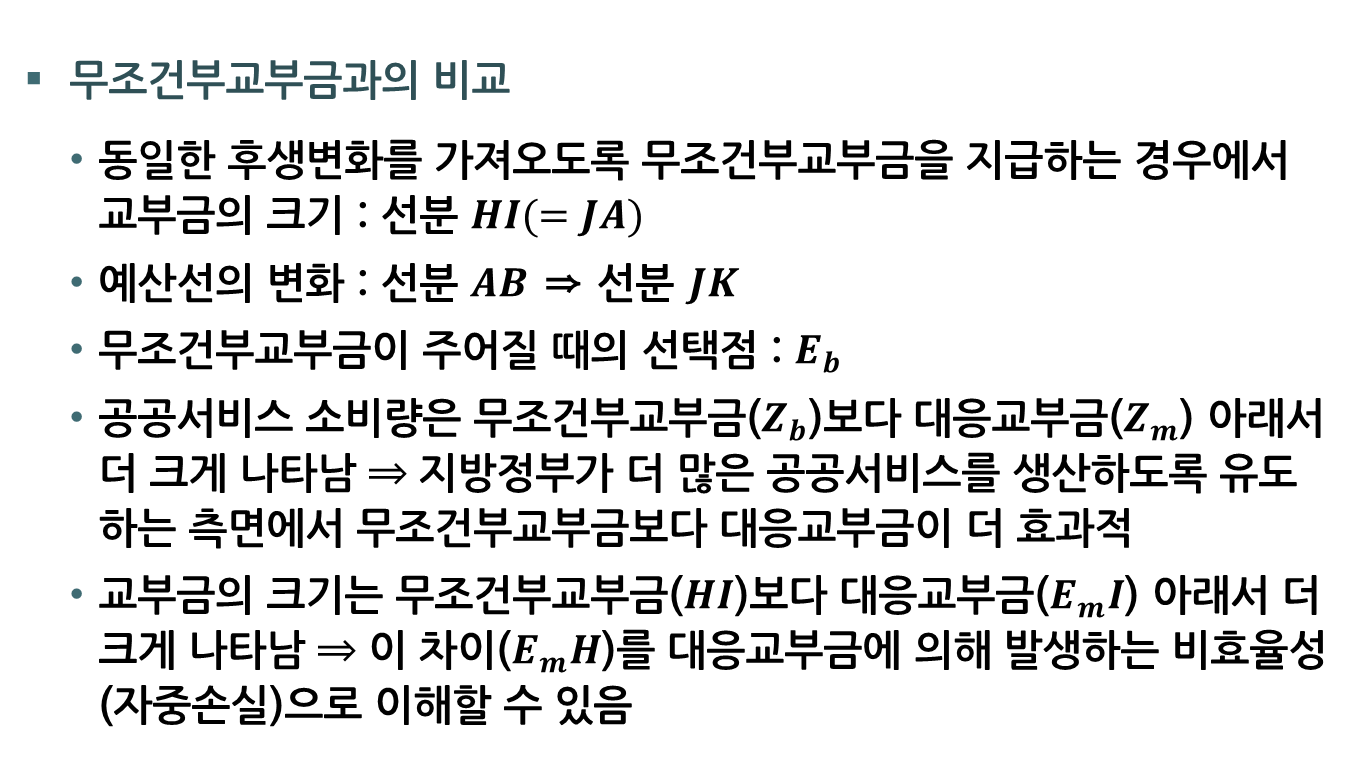 ▪ 무조건부교부금과의 비교
• 동일한 후생변화를 가져오도록 무조건부교부금을 지급하는 경우에서
교부금의 크기 : 선분 HI(= JA)
• 예산선의 변화 : 선분 AB ⇒ 선분 JK
• 무조건부교부금이 주어질 때의 선택점 : E_b
• 공공서비스 소비량은 무조건부교부금(Z_b)보다 대응교부금(Z_m) 아래서
더 크게 나타남 ⇒ 지방정부가 더 많은 공공서비스를 생산하도록 유도
하는 측면에서 무조건부교부금보다 대응교부금이 더 효과적
• 교부금의 크기는 무조건부교부금(HI)보다 대응교부금(E_mI) 아래서 더
크게 나타남 ⇒ 이 차이(E_mH)를 대응교부금에 의해 발생하는 비효율성
(자중손실)으로 이해할 수 있음